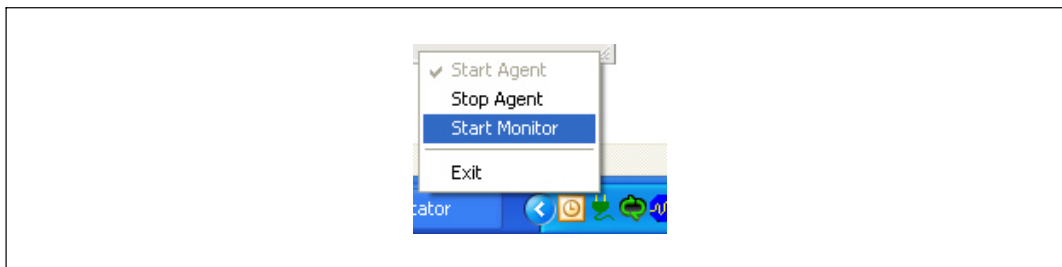 Start Agent
Stop Agent
Start Monitor
Exit
cator